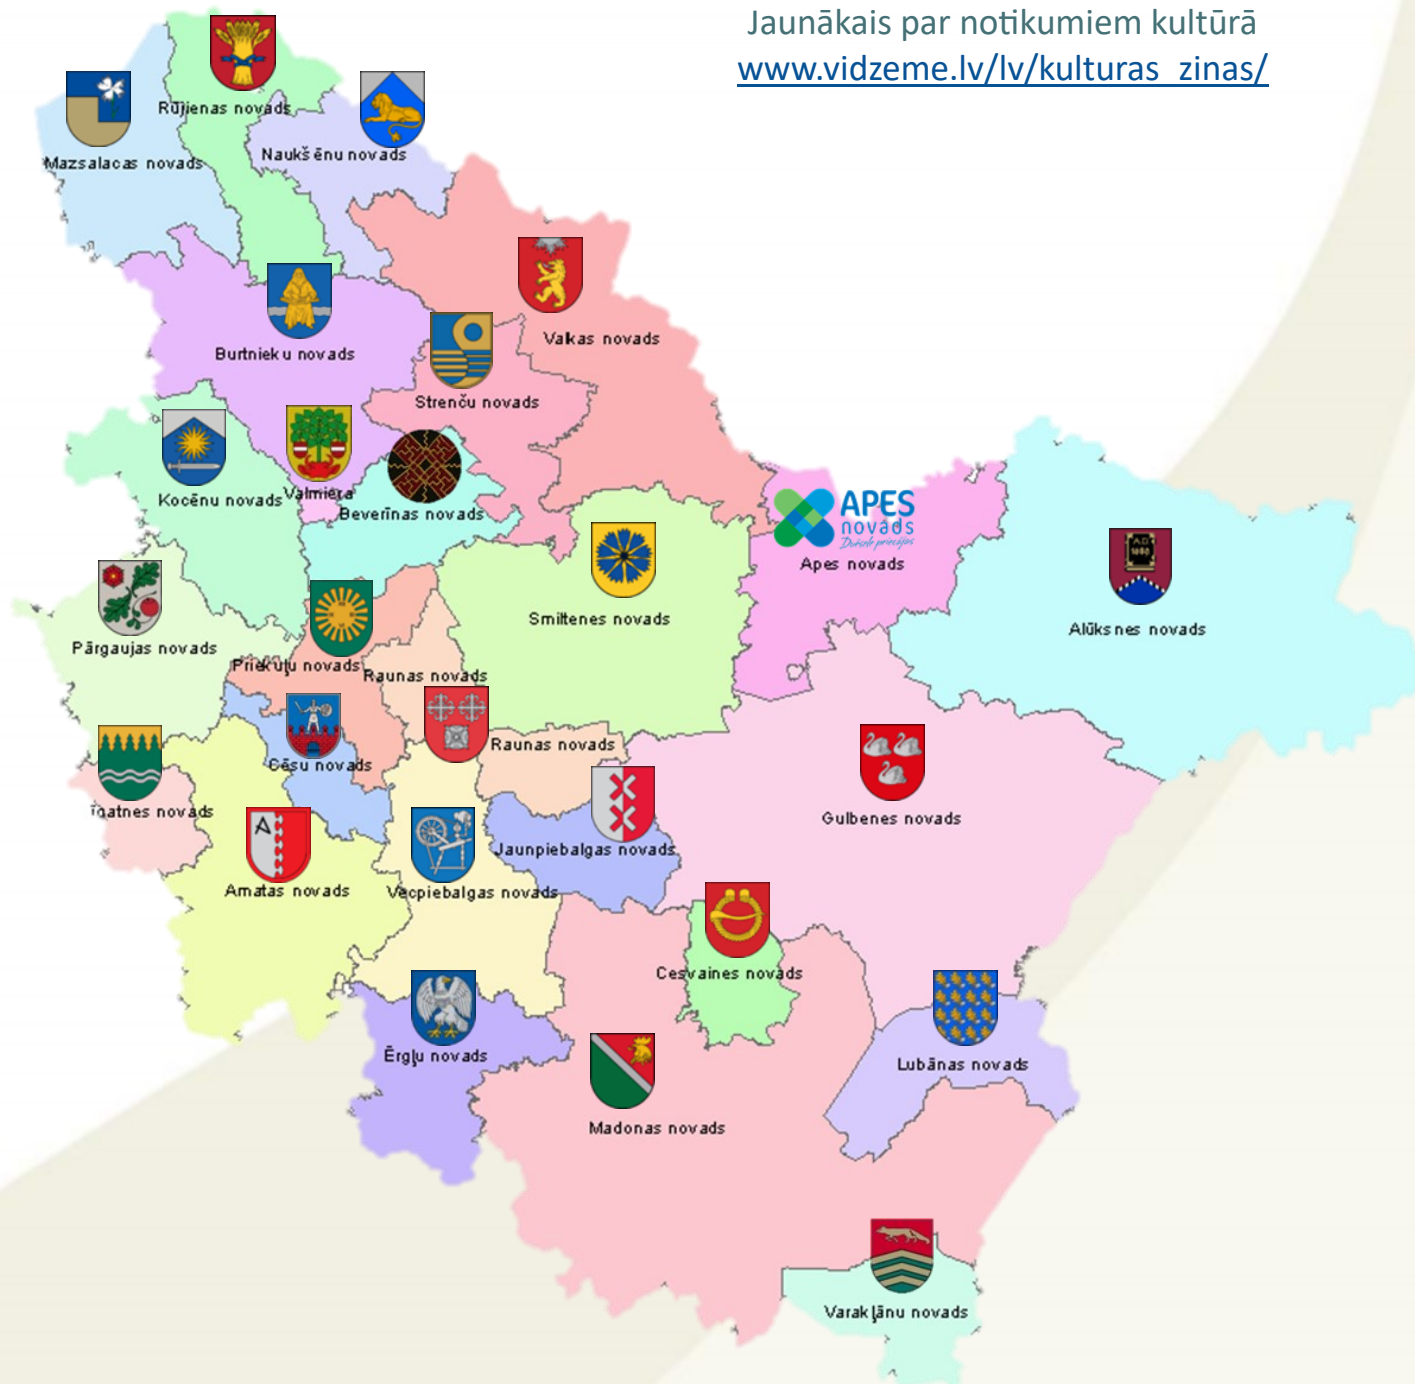 Jaunākais par notikumiem kultūrā
www.vidzeme.lv/lv/kulturas_zinas/
Rūjienas novads
Mazsalacas novads
Naukšēnu novads
Valkas novads
Burtnieku novads
Strenču novads
Kocēnu novads
Valmiera
Beverīnas novads
APES
novads
Apes novads
A.D.
Smiltenes novads
Alūksnes novads
Pārgaujas novads
Priekuļu novads
Raunas novads
Raunas novads
Cēsu novads
Īgatnes novads
Gulbenes novads
Jaunpiebalgas novads
Amatas novads
Vecpiebalgas novads
Cesvaines novads
Ērgļu novads
Lubānas novads
Madonas novads
Varakļānu novads